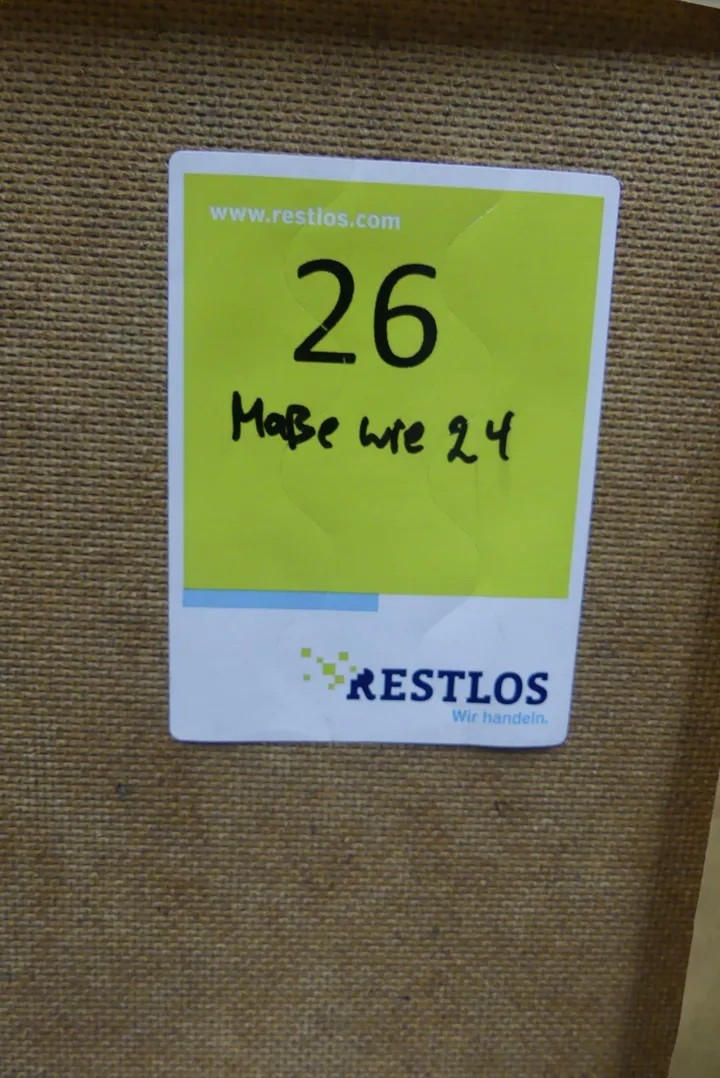 www.restlos.com
26
Maße wie 24
RESTLOS
Wir handeln.